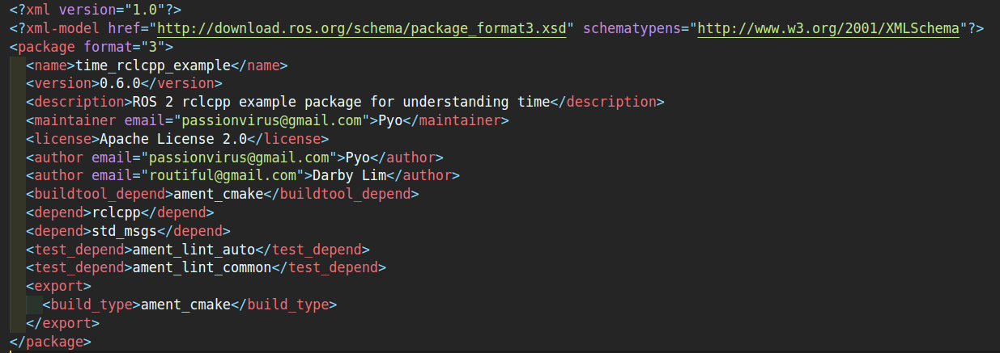 <?xml version="1.0"?>
<?xml-model href="http://download.ros.org/schema/package_format3.xsd" schematypens="http://www.w3.org/2001/XMLSchema"?>
<package format="3">
  <name>time_rclcpp_example</name>
  <version>0.6.0</version>
  <description>ROS 2 rclcpp example package for understanding time</description>
  <maintainer email="passionvirus@gmail.com">Pyo</maintainer>
  <license>Apache License 2.0</license>
  <author email="passionvirus@gmail.com">Pyo</author>
  <author email="routiful@gmail.com">Darby Lim</author>
  <buildtool_depend>ament_cmake</buildtool_depend>
  <depend>rclcpp</depend>
  <depend>std_msgs</depend>
  <test_depend>ament_lint_auto</test_depend>
  <test_depend>ament_lint_common</test_depend>
  <export>
    <build_type>ament_cmake</build_type>
  </export>
</package>